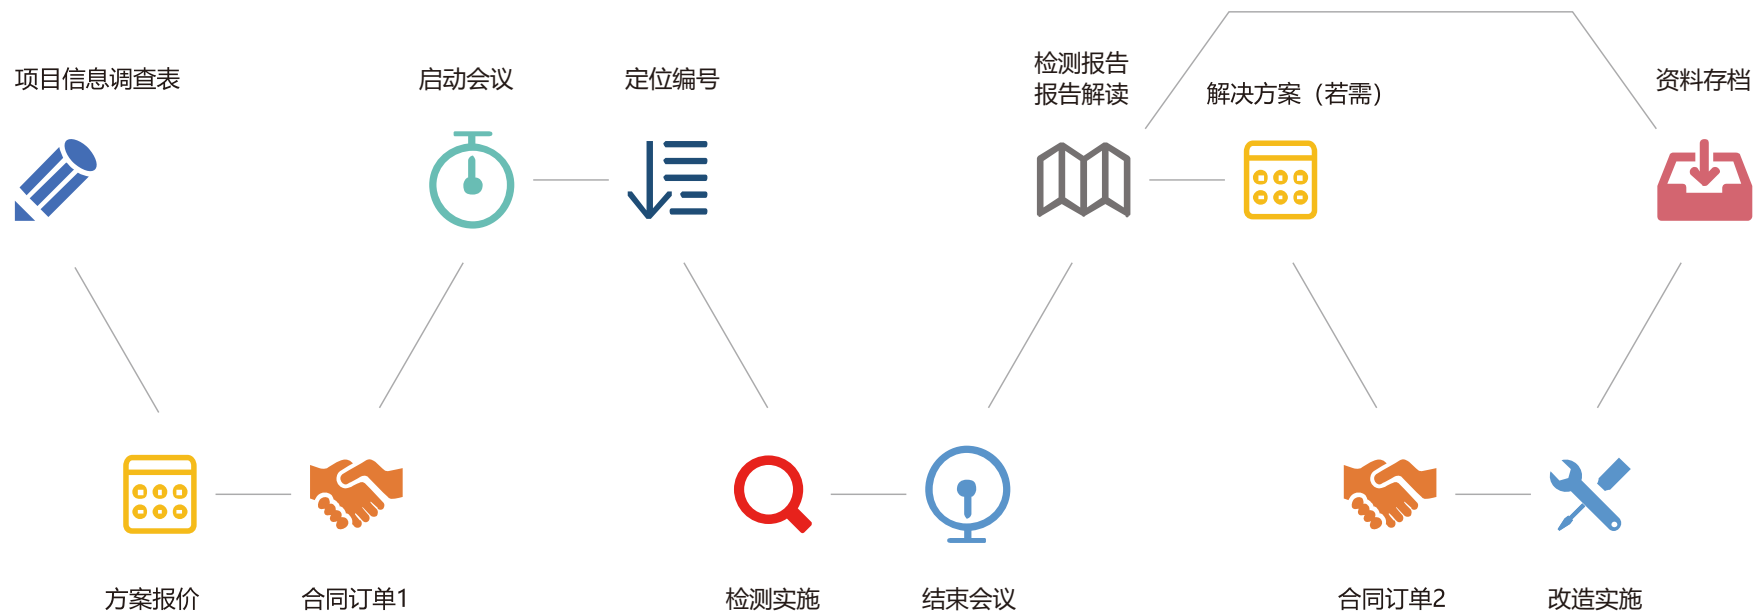 项目信息调查表
启动会议
定位编号
检测报告
报告解读
解决方案（若需）
资料存档
方案报价
合同订单1
检测实施
结束会议
合同订单2
改造实施